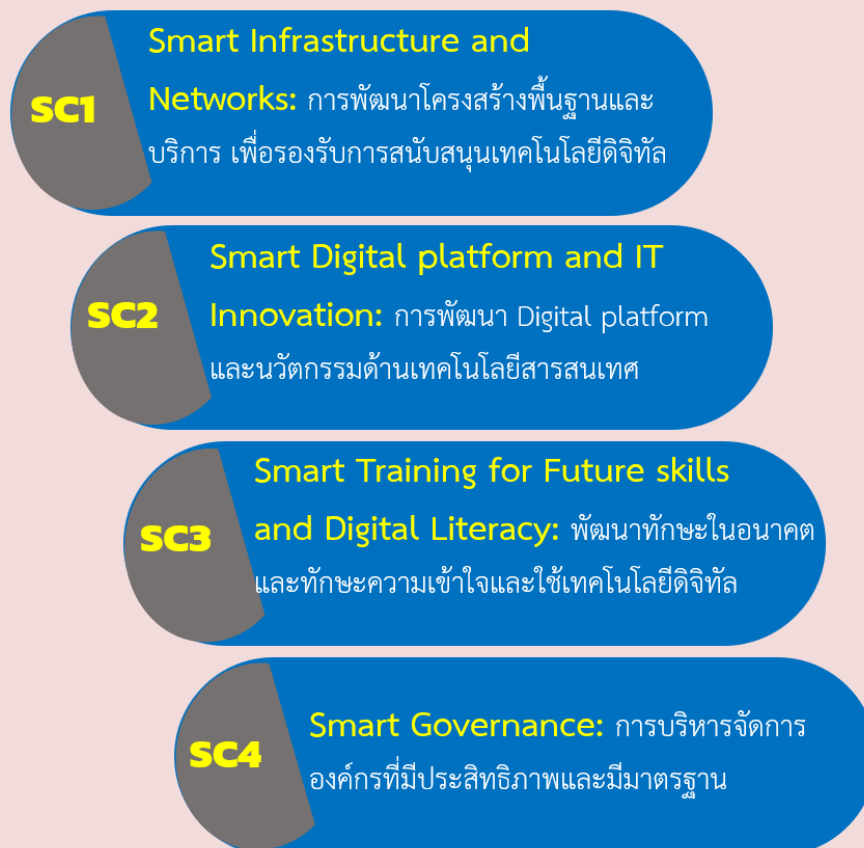 SC1
Smart Infrastructure and
Networks: การพัฒนาโครงสร้างพื้นฐานและ
บริการ เพื่อรองรับการสนับสนุนเทคโนโลยีดิจิทัล
SC2
Smart Digital platform and IT
Innovation: การพัฒนา Digital platform
และนวัตกรรมด้านเทคโนโลยีสารสนเทศ
SC3
Smart Training for Future skills
and Digital Literacy: พัฒนาทักษะในอนาคต
และทักษะความเข้าใจและใช้เทคโนโลยีดิจิทัล
SC4
Smart Governance: การบริหารจัดการ
องค์กรที่มีประสิทธิภาพและมีมาตรฐาน